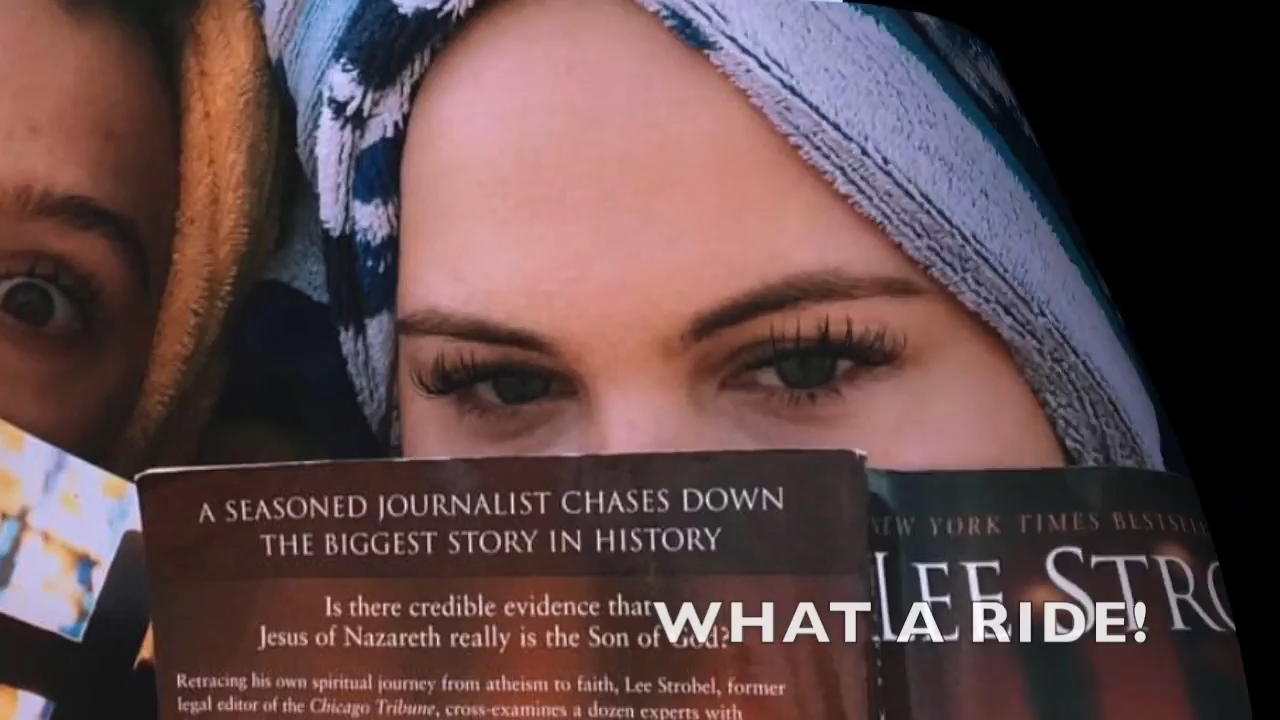 A SEASONED JOURNALIST CHASES DOWN
THE BIGGEST STORY IN HISTORY
Is there credible evidence that
Jesus of Nazareth really is the Son of God?
Retracing his own spiritual journey from atheism to faith, Lee Strobel, former
legal editor of the Chicago Tribune, cross-examines a dozen experts with
NEW YORK TIMES
LEE
WHAT A RIDE!